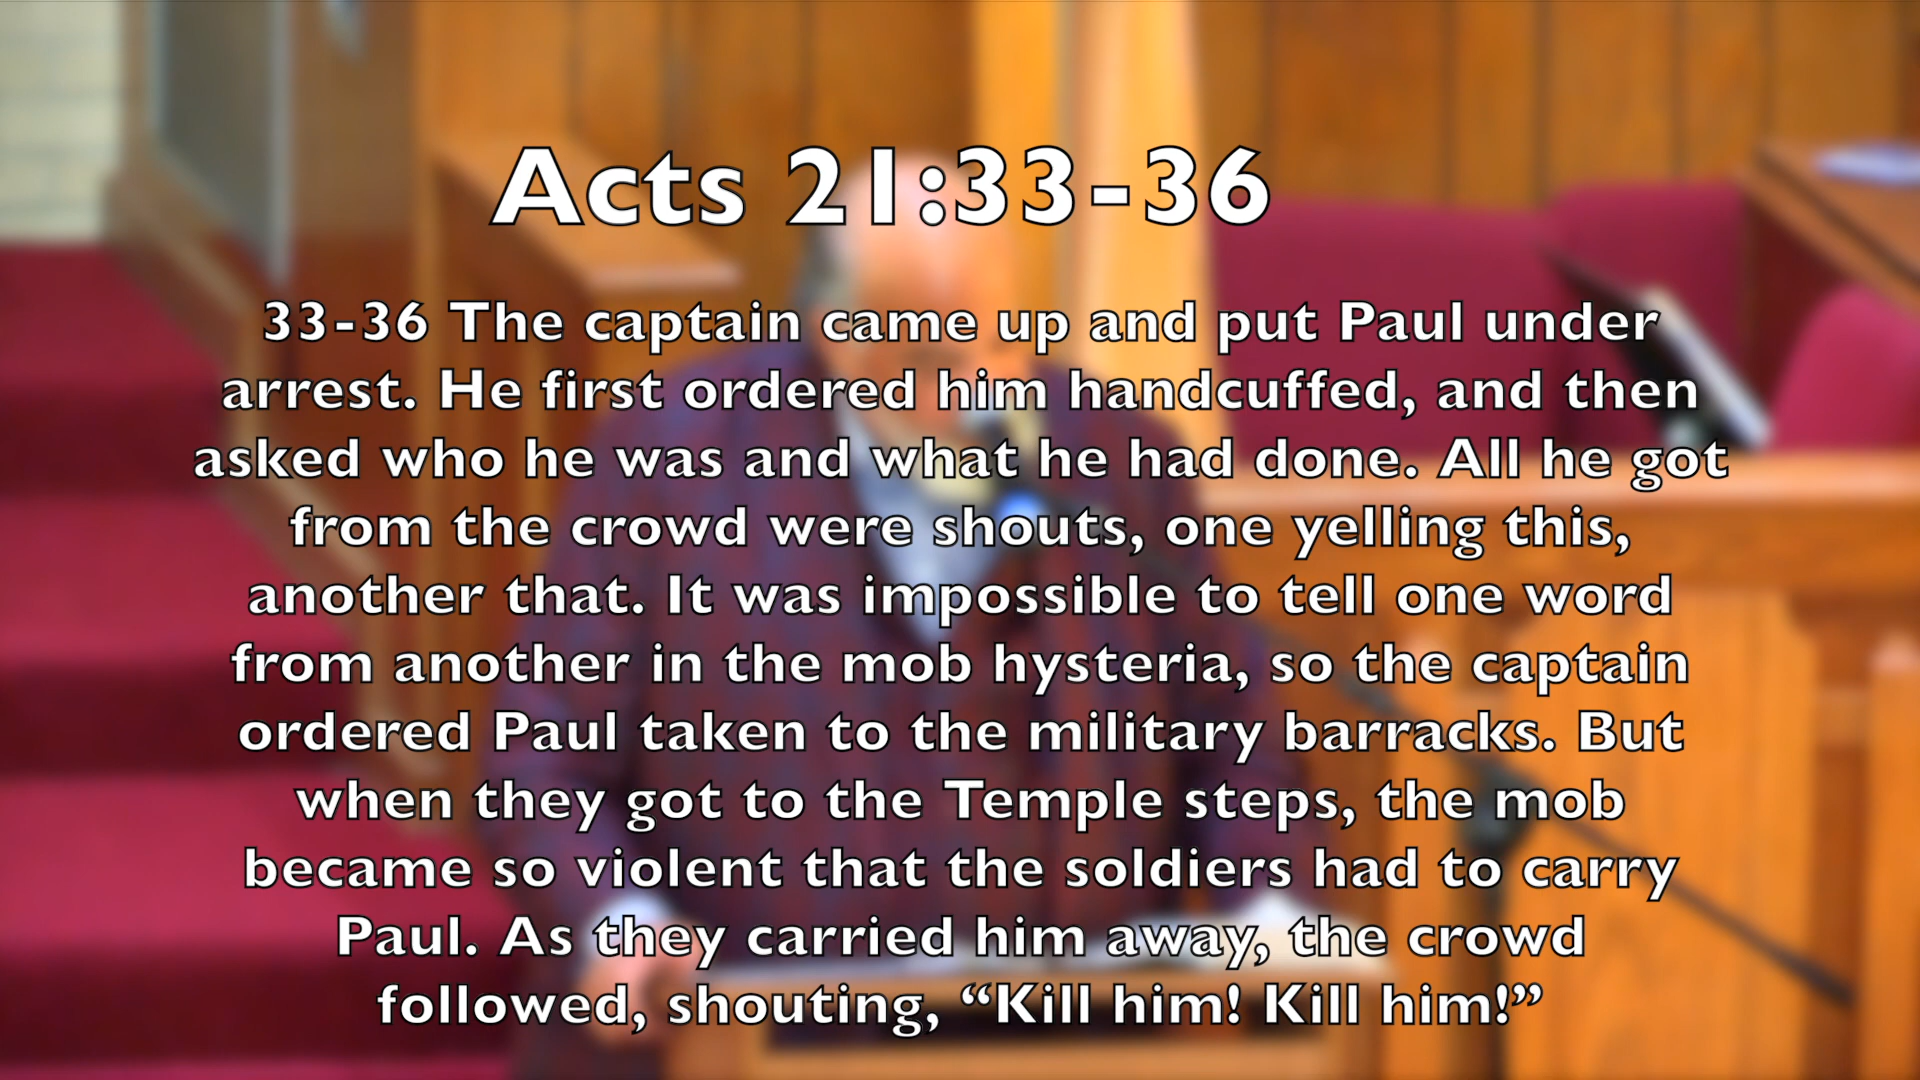 Acts 21:33-36
33-36 The captain came up and put Paul under
arrest. He first ordered him handcuffed, and then
asked who he was and what he had done. All he got
from the crowd were shouts, one yelling this,
another that. It was impossible to tell one word
from another in the mob hysteria, so the captain
ordered Paul taken to the military barracks. But
when they got to the Temple steps, the mob
became so violent that the soldiers had to carry
Paul. As they carried him away, the crowd
followed, shouting, “Kill him! Kill him!”